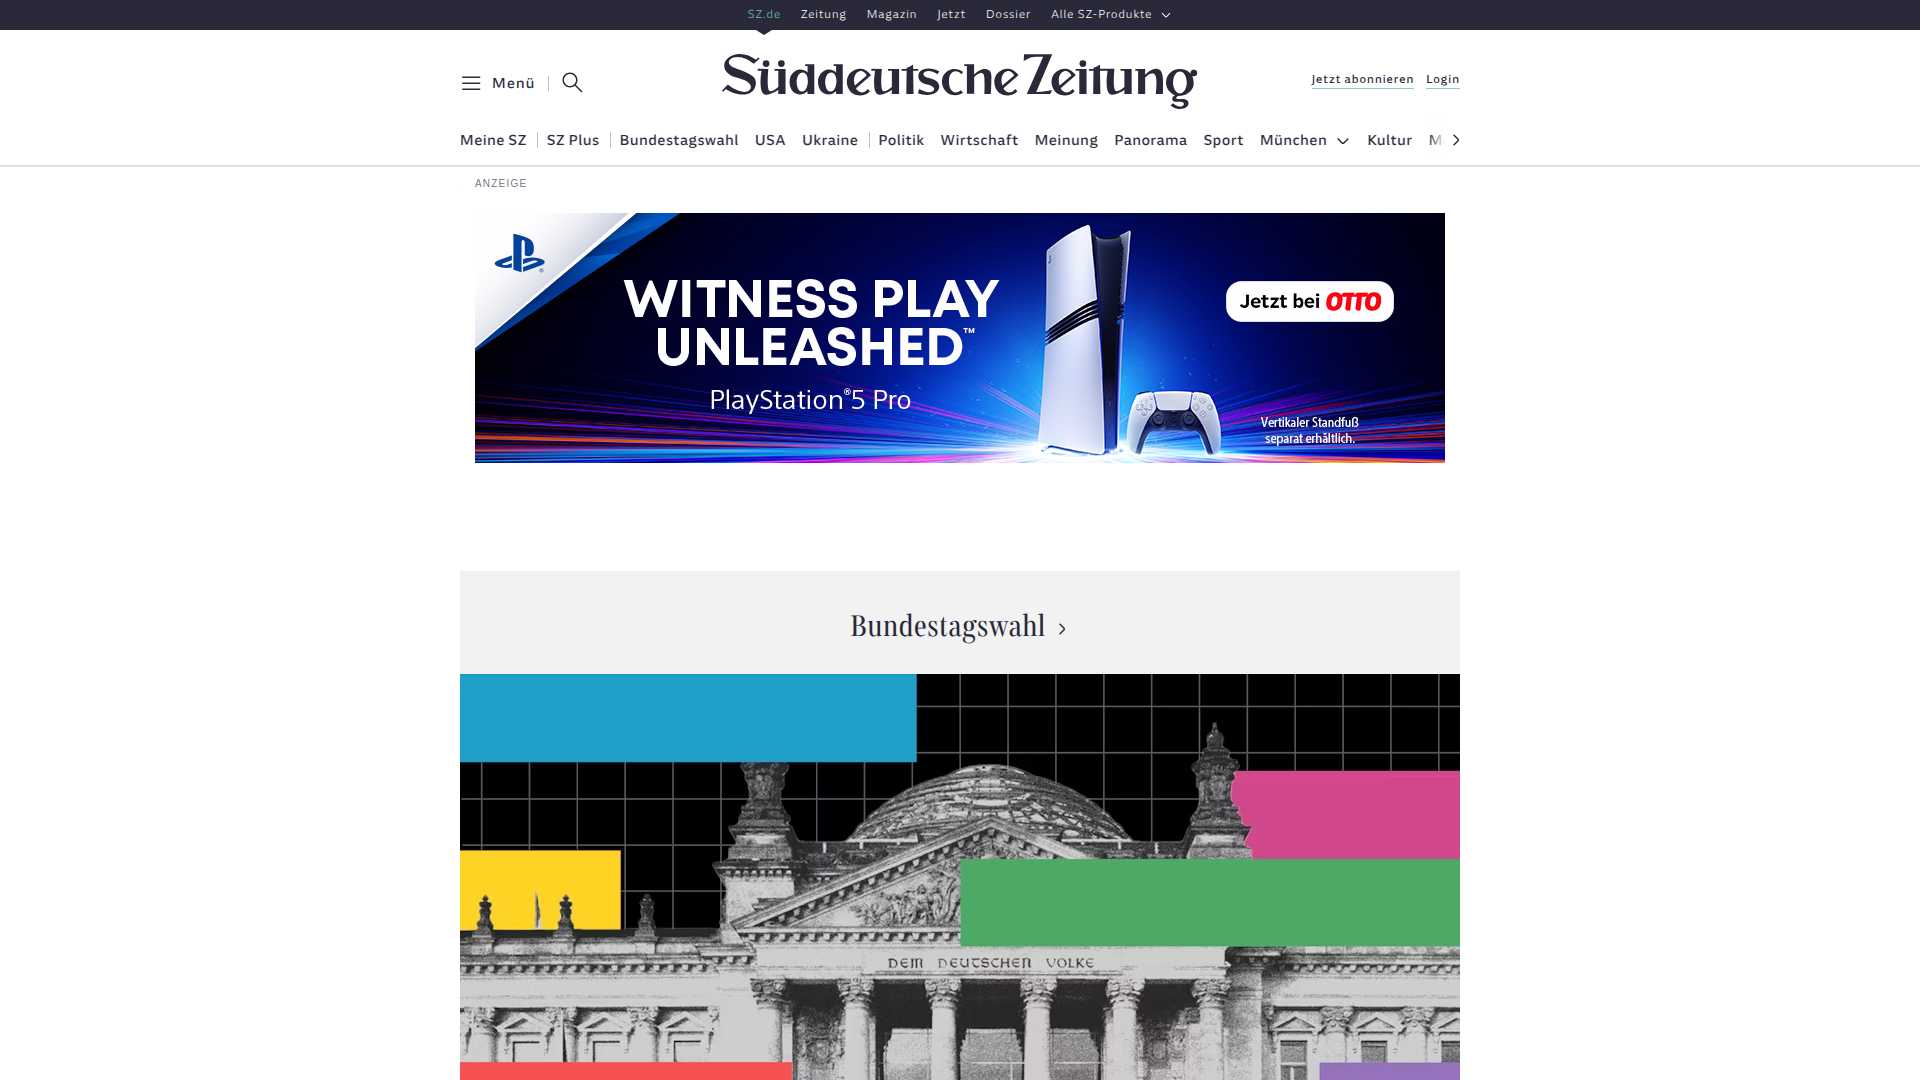 SZ.de Zeitung Magazin Jetzt Dossier Alle SZ-Produkte
Menü
Süddeutsche Zeitung
Jetzt abonnieren Login
Meine SZ SZ Plus Bundestagswahl USA Ukraine Politik Wirtschaft Meinung Panorama Sport München Kultur M
ANZEIGE
WITNESS PLAY
UNLEASHED™
PlayStation®5 Pro
Jetzt bei OTTO
Vertikaler Standfuß
separat erhältlich.
Bundestagswahl
DEM DEUTSCHEN VOLKE